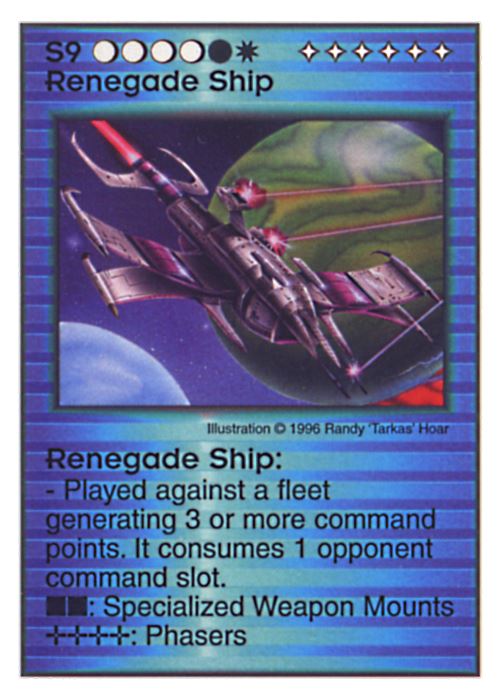 S9
Renegade Ship
Illustration © 1996 Randy 'Tarkas' Hoar
Renegade Ship:
- Played against a fleet
generating 3 or more command
points. It consumes 1 opponent
command slot.
■■: Specialized Weapon Mounts
✢✢✢✢: Phasers